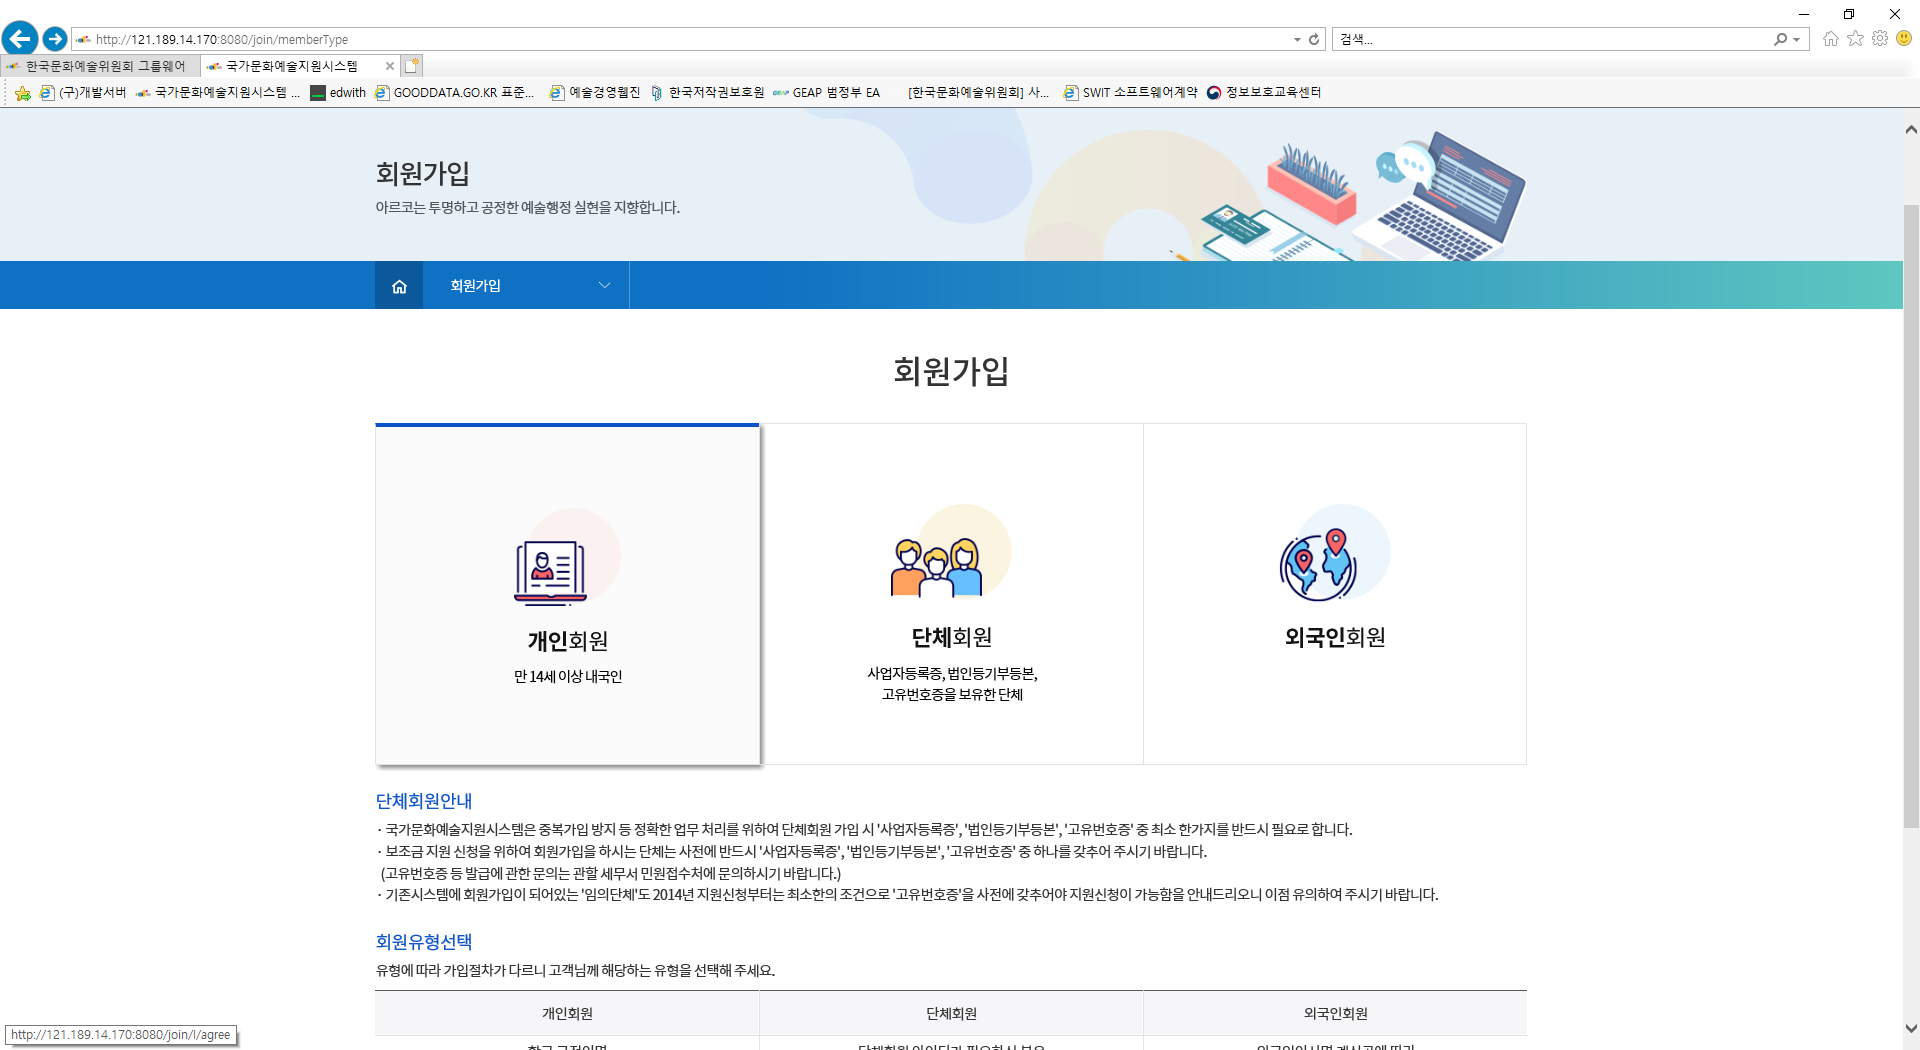 http://121.189.14.170:8080/join/memberType
검색...
한국문화예술위원회 그룹웨어
국가문화예술지원시스템
(구)개발서버
국가문화예술지원시스템 ...
edwith
GOODDATA.GO.KR 표준...
예술경영웹진
한국저작권보호원
GEAP 범정부 EA
[한국문화예술위원회] 사...
SWIT 소프트웨어계약
정보보호교육센터
회원가입
아르코는 투명하고 공정한 예술행정 실현을 지향합니다.
회원가입
회원가입
개인회원
만 14세 이상 내국인
단체회원
사업자등록증, 법인등기부등본,
고유번호증을 보유한 단체
외국인회원
단체회원안내
· 국가문화예술지원시스템은 중복가입 방지 등 정확한 업무 처리를 위하여 단체회원 가입 시 '사업자등록증', '법인등기부등본', '고유번호증' 중 최소 한가지를 반드시 필요로 합니다.
· 보조금 지원 신청을 위하여 회원가입을 하시는 단체는 사전에 반드시 '사업자등록증', '법인등기부등본', '고유번호증' 중 하나를 갖추어 주시기 바랍니다.
(고유번호증 등 발급에 관한 문의는 관할 세무서 민원접수처에 문의하시기 바랍니다.)
· 기존시스템에 회원가입이 되어있는 '임의단체'도 2014년 지원신청부터는 최소한의 조건으로 '고유번호증'을 사전에 갖추어야 지원신청이 가능함을 안내드리오니 이점 유의하여 주시기 바랍니다.
회원유형선택
유형에 따라 가입절차가 다르니 고객님께 해당하는 유형을 선택해 주세요.
개인회원
단체회원
외국인회원
http://121.189.14.170:8080/join/I/agree